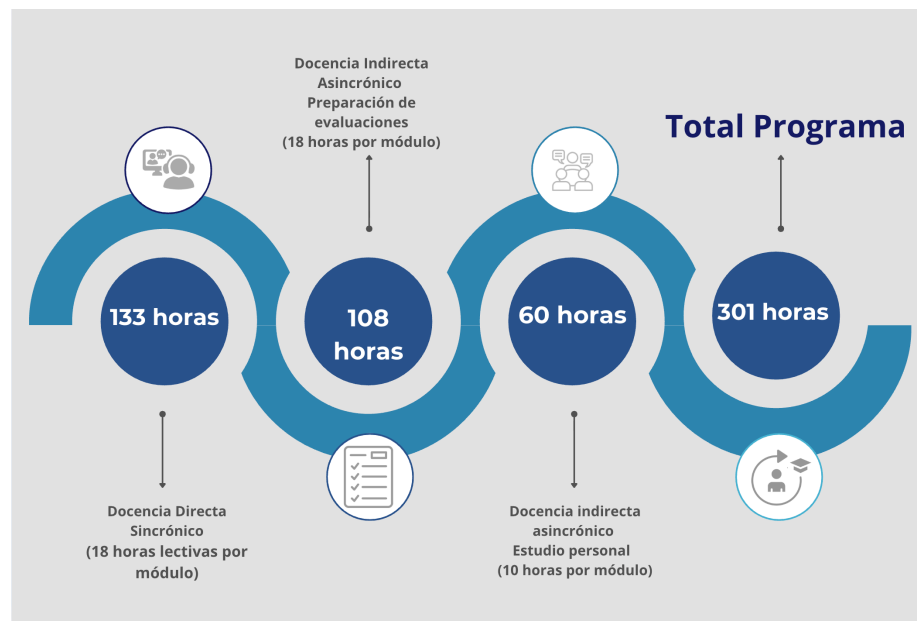 Docencia Indirecta
Asincrónico
Preparación de
evaluaciones
(18 horas por módulo)
Total Programa
133 horas
108
horas
60 horas
301 horas
Docencia Directa
Sincrónico
(18 horas lectivas por
módulo)
Docencia indirecta
asincrónico
Estudio personal
(10 horas por módulo)